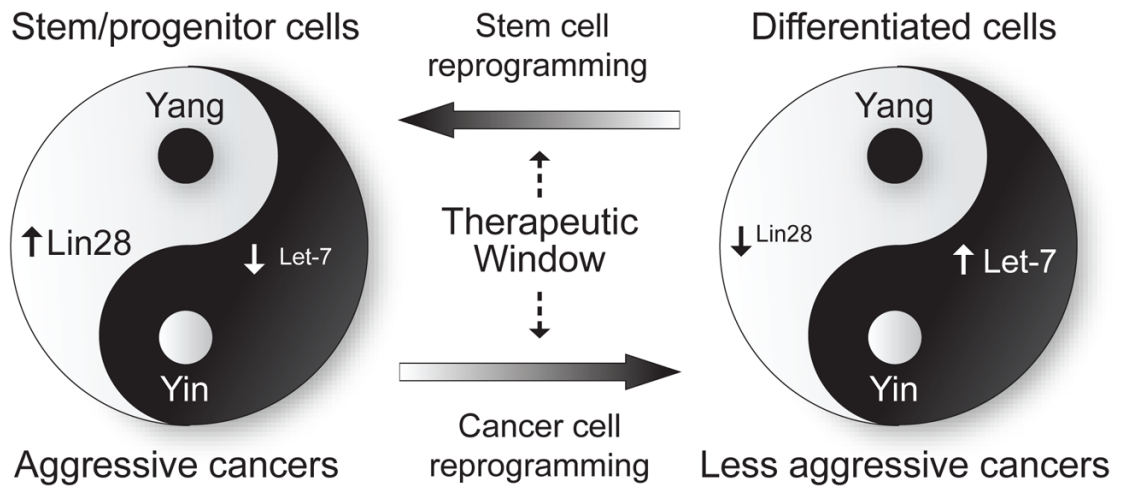 Stem/progenitor cells
Stem cell
reprogramming
Differentiated cells
Yang
↑Lin28
↓ Let-7
Yin
Therapeutic
Window
Yang
↓ Lin28
↑ Let-7
Yin
Aggressive cancers
Cancer cell
reprogramming
Less aggressive cancers